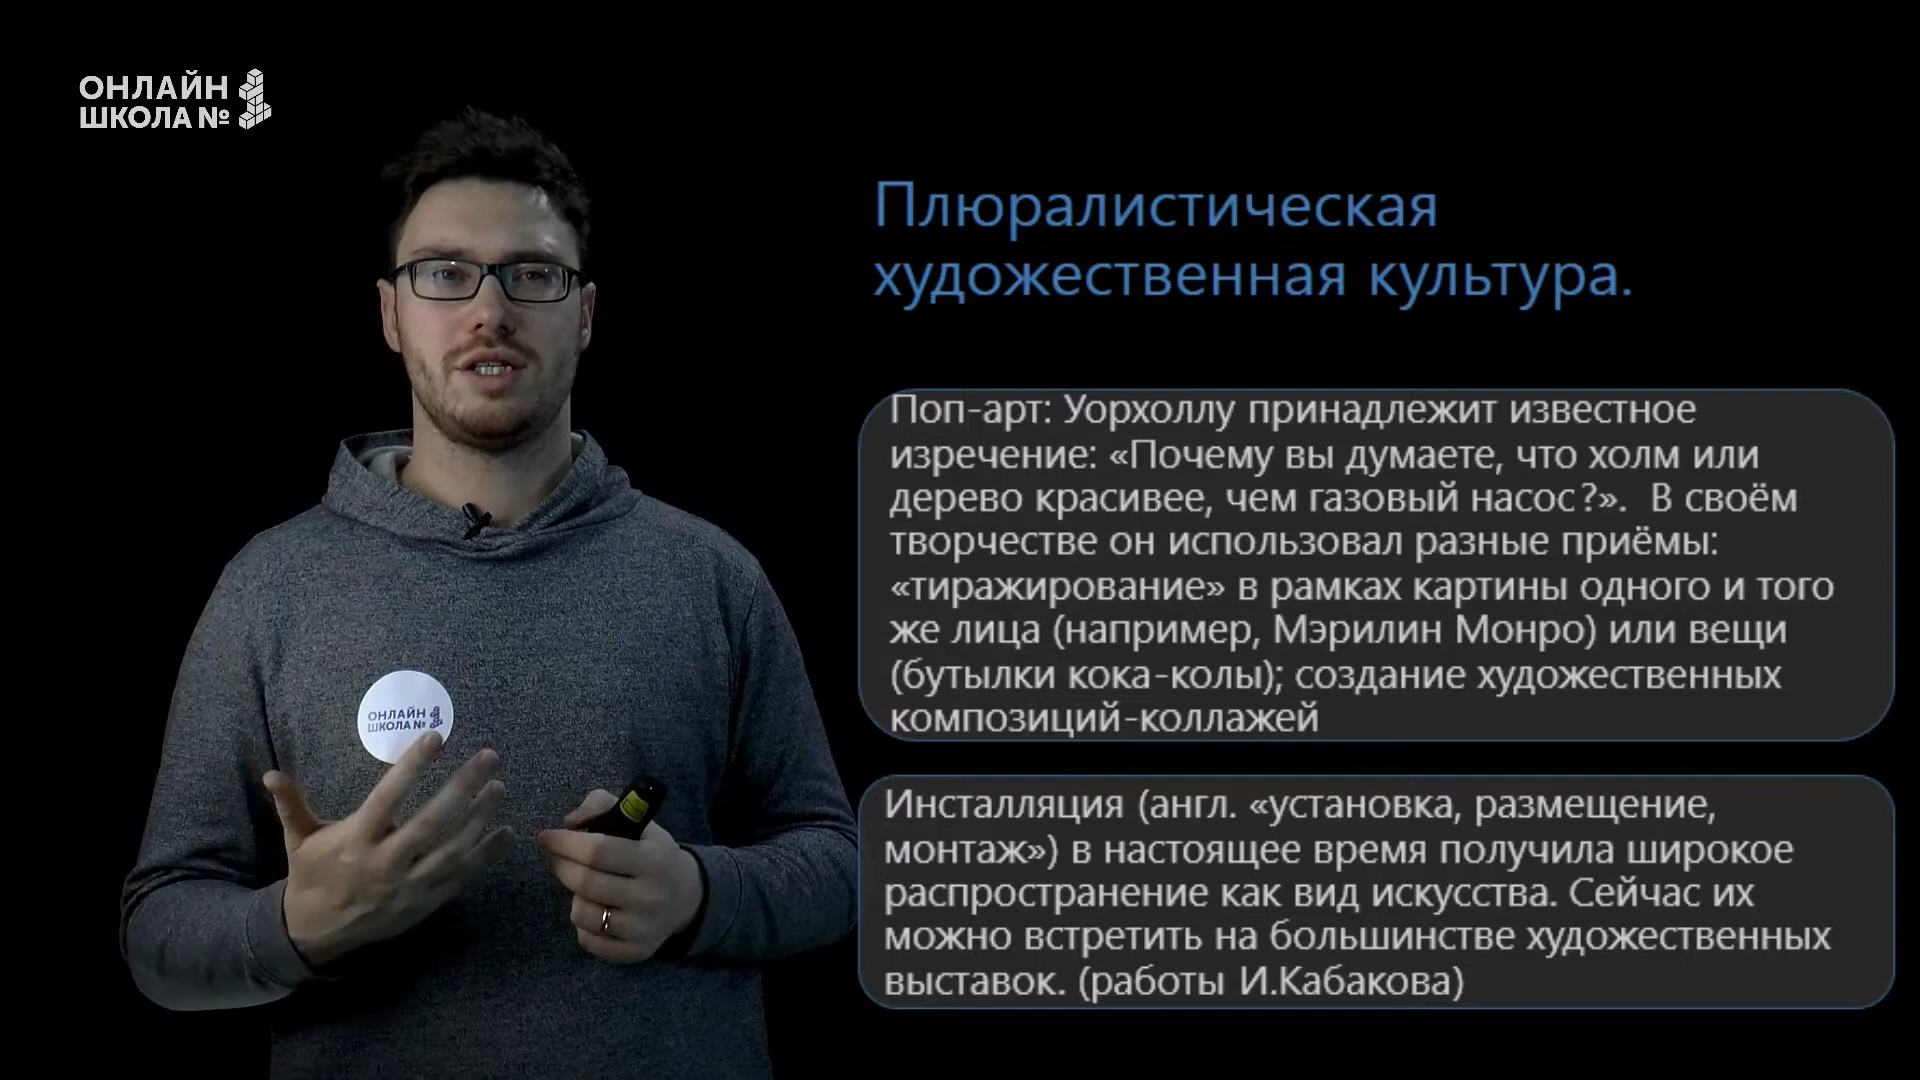 ОНЛАЙН
ШКОЛА №
Плюралистическая
художественная культура.
Поп-арт: Уорхоллу принадлежит известное
изречение: «Почему вы думаете, что холм или
дерево красивее, чем газовый насос?». В своём
творчестве он использовал разные приёмы:
«тиражирование» в рамках картины одного и того
же лица (например, Мэрилин Монро) или вещи
(бутылки кока-колы); создание художественных
композиций-коллажей
Инсталляция (англ. «установка, размещение,
монтаж») в настоящее время получила широкое
распространение как вид искусства. Сейчас их
можно встретить на большинстве художественных
выставок. (работы И.Кабакова)
ОНЛАЙН
ШКОЛА №